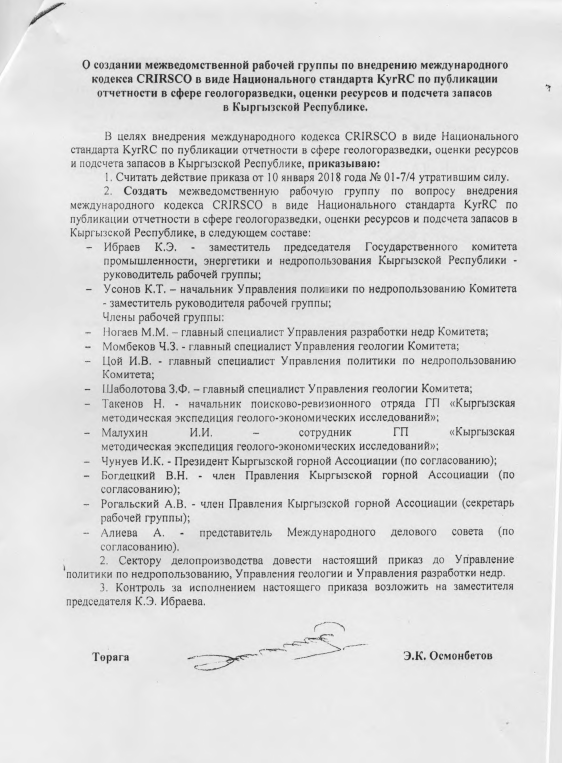 О создании межведомственной рабочей группы по внедрению международного
кодекса CRIRSCO в виде Национального стандарта KyrRC по публикации
отчетности в сфере геологоразведки, оценки ресурсов и подсчета запасов
в Кыргызской Республике.
В целях внедрения международного кодекса CRIRSCO в виде Национального
стандарта KyrRC по публикации отчетности в сфере геологоразведки, оценки ресурсов
и подсчета запасов в Кыргызской Республике, приказываю:
1. Считать действие приказа от 10 января 2018 года № 01-7/4 утратившим силу.
2. Создать межведомственную рабочую группу по вопросу внедрения
международного кодекса CRIRSCO в виде Национального стандарта KyrRC по
публикации отчетности в сфере геологоразведки, оценки ресурсов и подсчета запасов в
Кыргызской Республике, в следующем составе:
– Ибраев К.Э. - заместитель председателя Государственного комитета
промышленности, энергетики и недропользования Кыргызской Республики -
руководитель рабочей группы;
– Усонов К.Т. – начальник Управления политики по недропользованию Комитета
- заместитель руководителя рабочей группы;
Члены рабочей группы:
– Ногаев М.М. – главный специалист Управления разработки недр Комитета;
– Момбеков Ч.З. - главный специалист Управления геологии Комитета;
– Цой И.В. - главный специалист Управления политики по недропользованию
Комитета;
– Шаболотова З.Ф. – главный специалист Управления геологии Комитета;
– Такенов Н. - начальник поисково-ревизионного отряда ГП «Кыргызская
методическая экспедиция геолого-экономических исследований»;
– Малухин И.И. – сотрудник ГП «Кыргызская
методическая экспедиция геолого-экономических исследований»;
– Чунуев И.К. - Президент Кыргызской горной Ассоциации (по согласованию);
– Богдецкий В.Н. - член Правления Кыргызской горной Ассоциации (по
согласованию);
– Рогальский А.В. - член Правления Кыргызской горной Ассоциации (секретарь
рабочей группы);
– Алиева А. - представитель Международного делового совета (по
согласованию).
2. Сектору делопроизводства довести настоящий приказ до Управление
политики по недропользованию, Управления геологии и Управления разработки недр.
3. Контроль за исполнением настоящего приказа возложить на заместителя
председателя К.Э. Ибраева.
Төрага Э.К. Осмонбетов